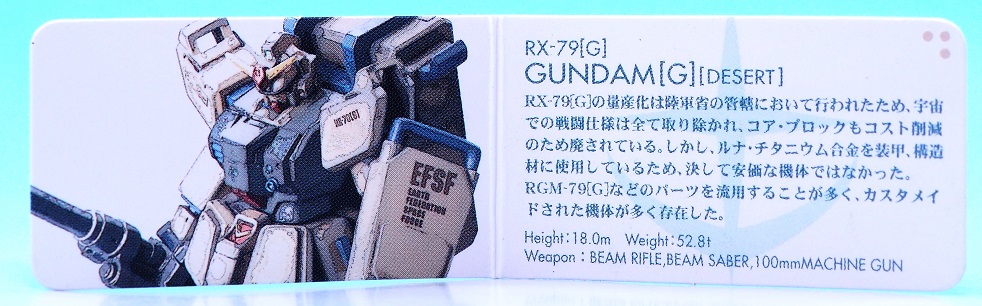 RX-79[G]
EFSF
EARTH
FEDERATION
SPACE
FORCE
RX-79[G]
GUNDAM[G][DESERT]
RX-79[G]の量産化は陸軍省の管轄において行われたため、宇宙
での戦闘仕様は全て取り除かれ、コア・ブロックもコスト削減
のため廃されている。しかし、ルナ・チタニウム合金を装甲、構造
材に使用しているため、決して安価な機体ではなかった。
RGM-79[G]などのパーツを流用することが多く、カスタメイ
ドされた機体が多く存在した。
Height:18.0m Weight:52.8t
Weapon : BEAM RIFLE,BEAM SABER,100mmMACHINE GUN